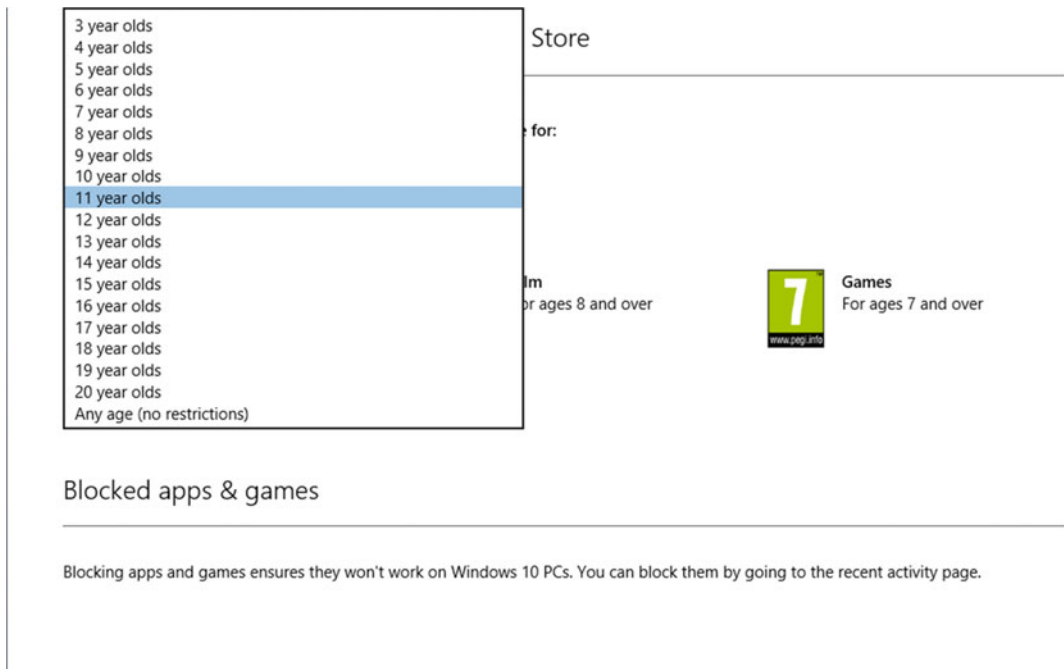 3 year olds
4 year olds
5 year olds
6 year olds
7 year olds
8 year olds
9 year olds
10 year olds
11 year olds
12 year olds
13 year olds
14 year olds
15 year olds
16 year olds
17 year olds
18 year olds
19 year olds
20 year olds
Any age (no restrictions)
Store
for:
ages 8 and over
7
www.pegi.info
Games
For ages 7 and over
Blocked apps & games
Blocking apps and games ensures they won't work on Windows 10 PCs. You can block them by going to the recent activity page.